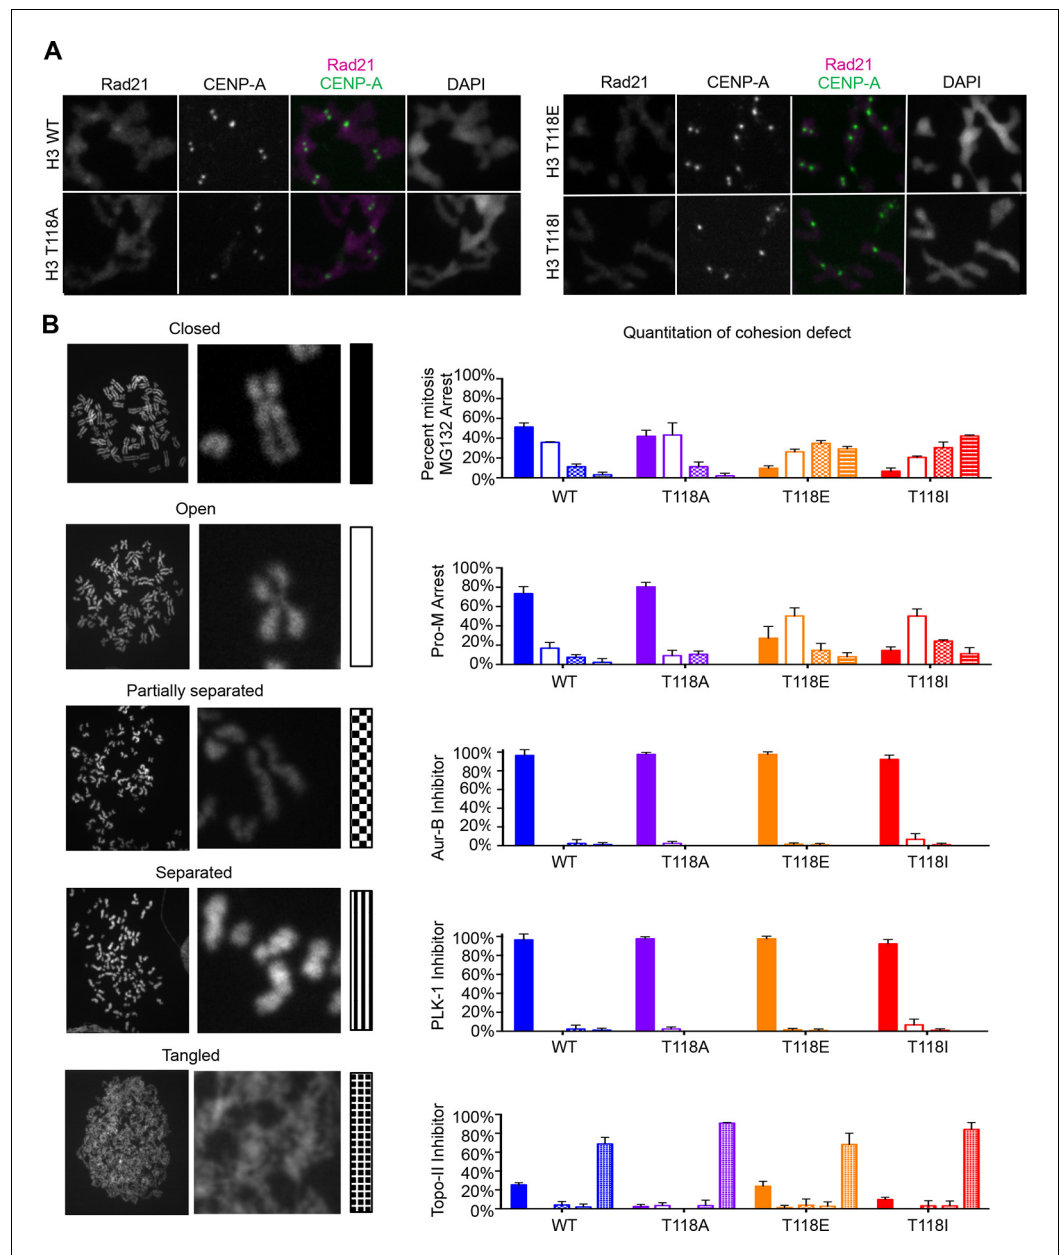 A
Rad21 CENP-A Rad21 CENP-A DAPI
H3 WT
H3 T118A
Rad21 CENP-A Rad21 CENP-A DAPI
H3 T118E
H3 T118I
B
Closed
Open
Partially separated
Separated
Tangled
Quantitation of cohesion defect
Percent mitosis
MG132 Arrest
100%
80%
60%
40%
20%
0%
WT T118A T118E T118I
Pro-M Arrest
100%
80%
60%
40%
20%
0%
WT T118A T118E T118I
Aur-B Inhibitor
100%
80%
60%
40%
20%
0%
WT T118A T118E T118I
PLK-1 Inhibitor
100%
80%
60%
40%
20%
0%
WT T118A T118E T118I
Topo-II Inhibitor
100%
80%
60%
40%
20%
0%
WT T118A T118E T118I